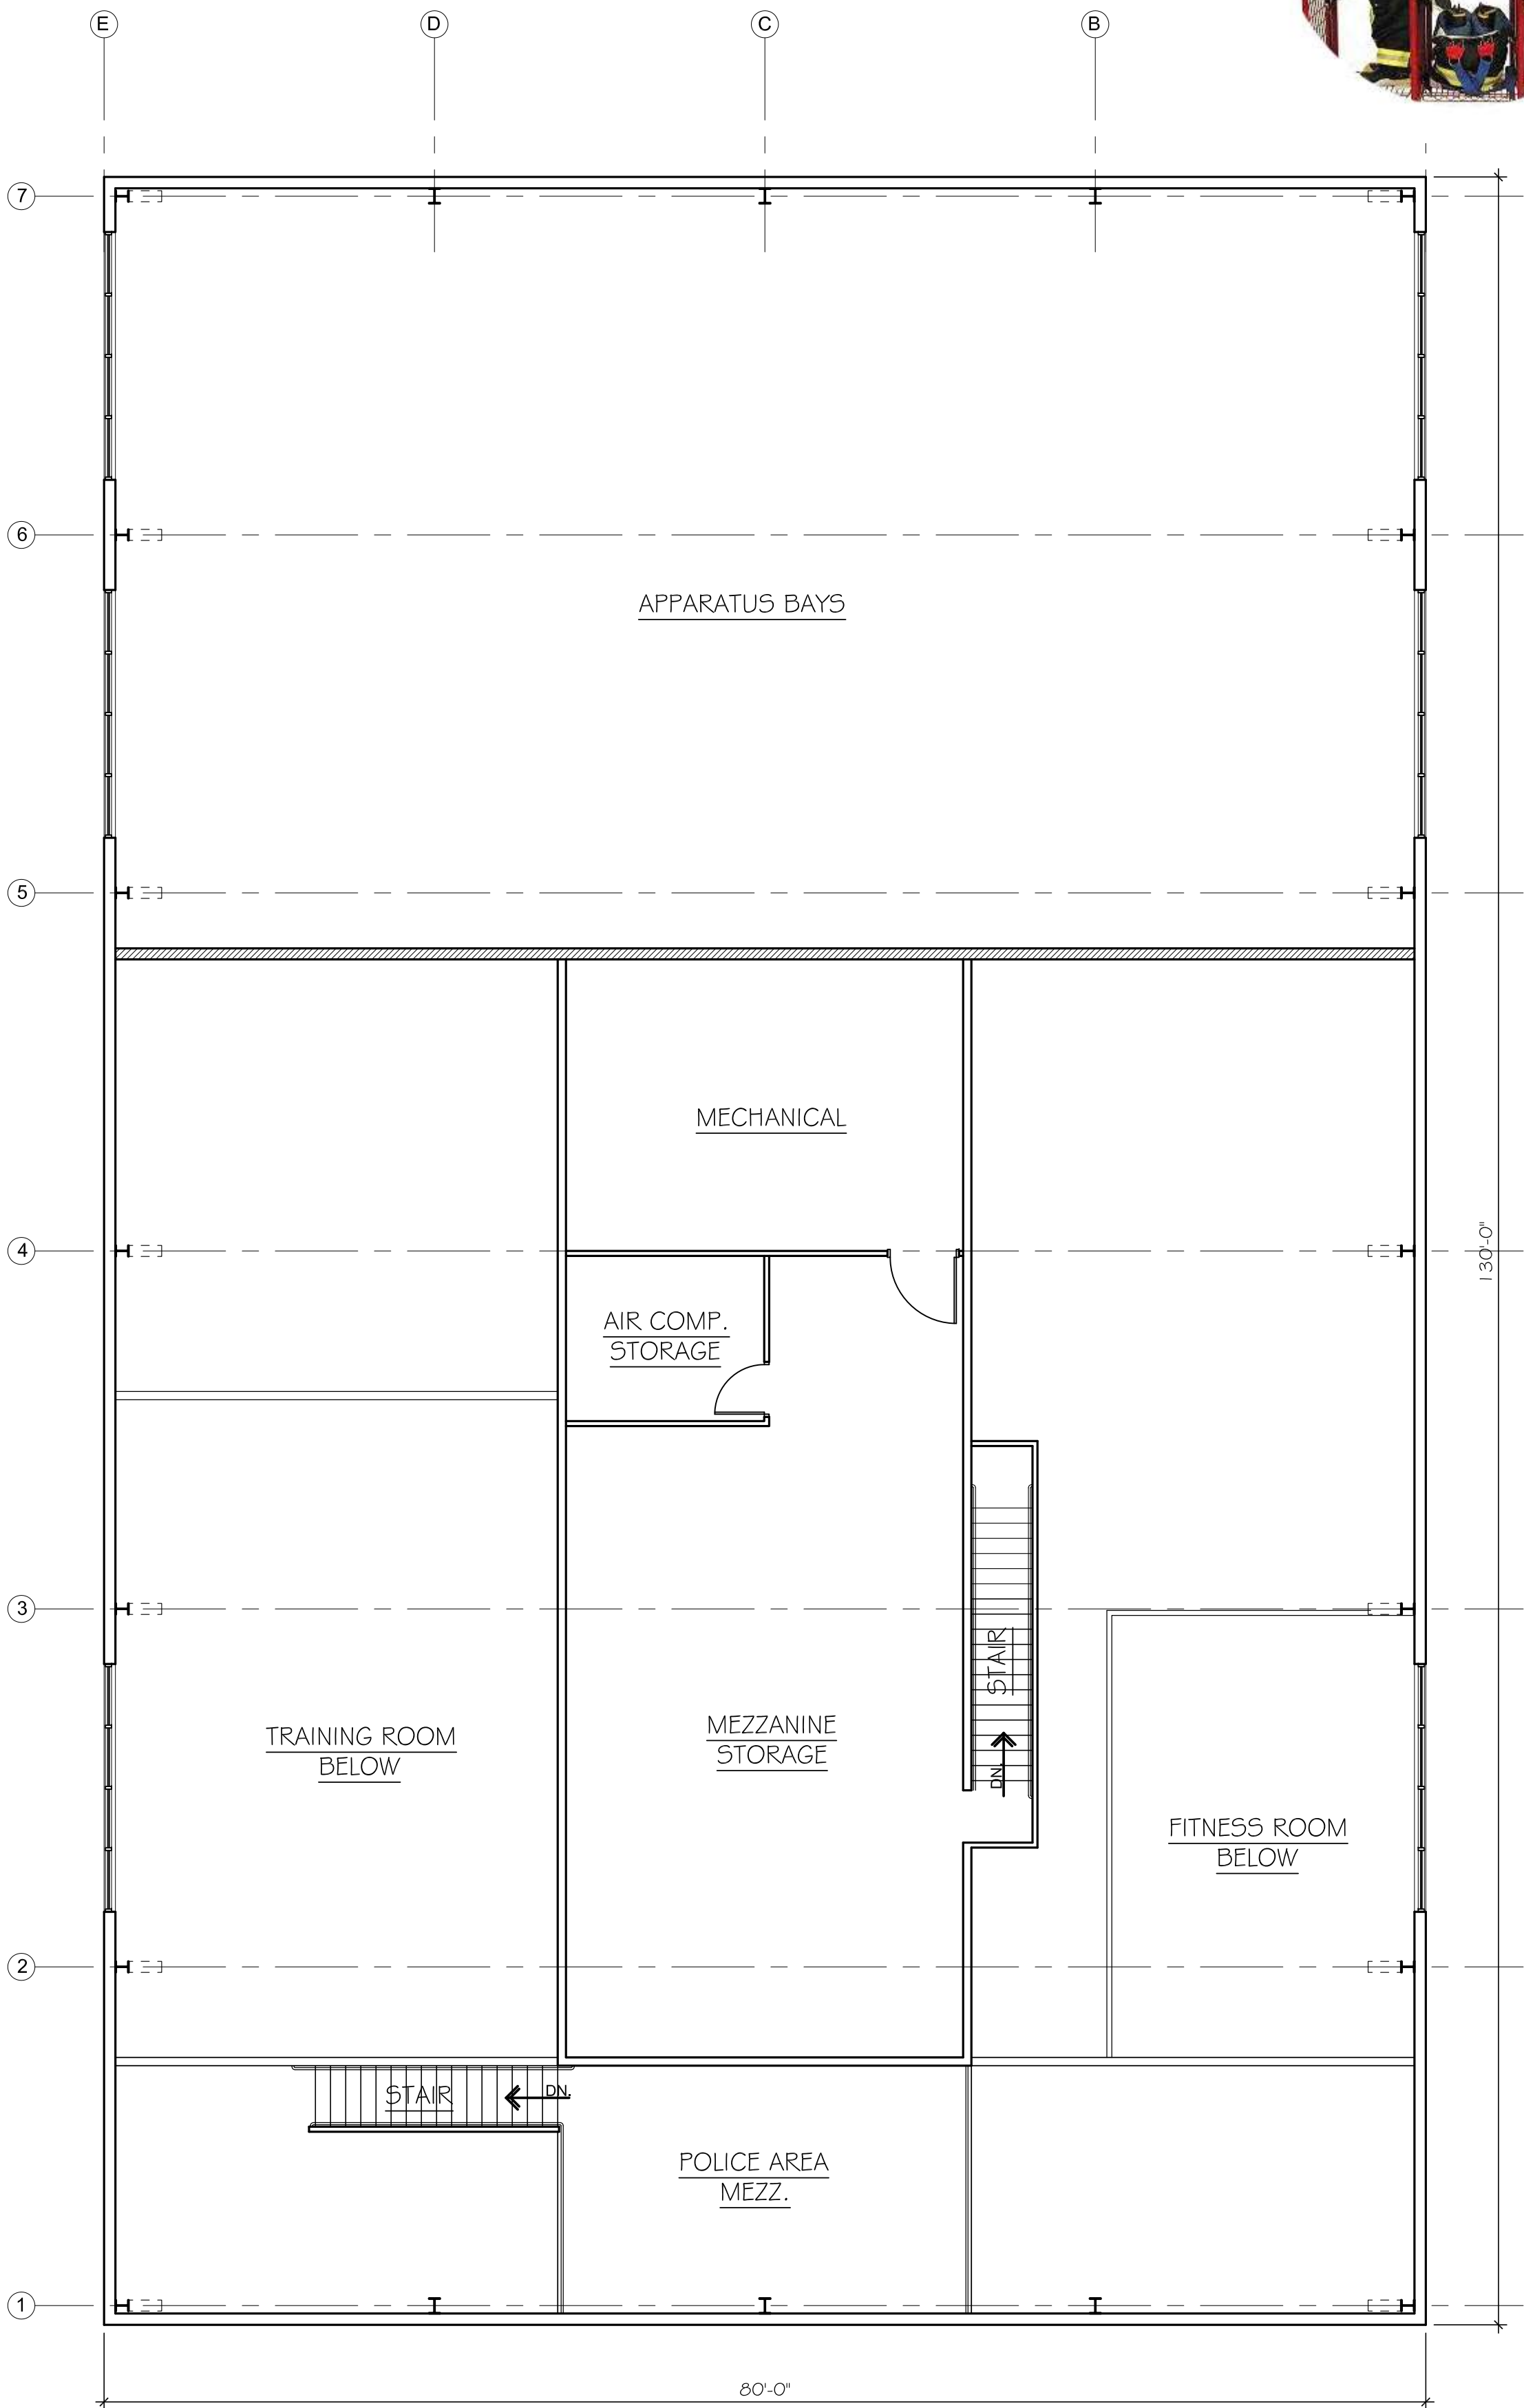 E
D
C
B
7
6
APPARATUS BAYS
5
MECHANICAL
4
130'-0"
AIR COMP.
STORAGE
3
STAIR
DN.
TRAINING ROOM
BELOW
MEZZANINE
STORAGE
FITNESS ROOM
BELOW
2
STAIR
DN.
POLICE AREA
MEZZ.
1
80'-0"